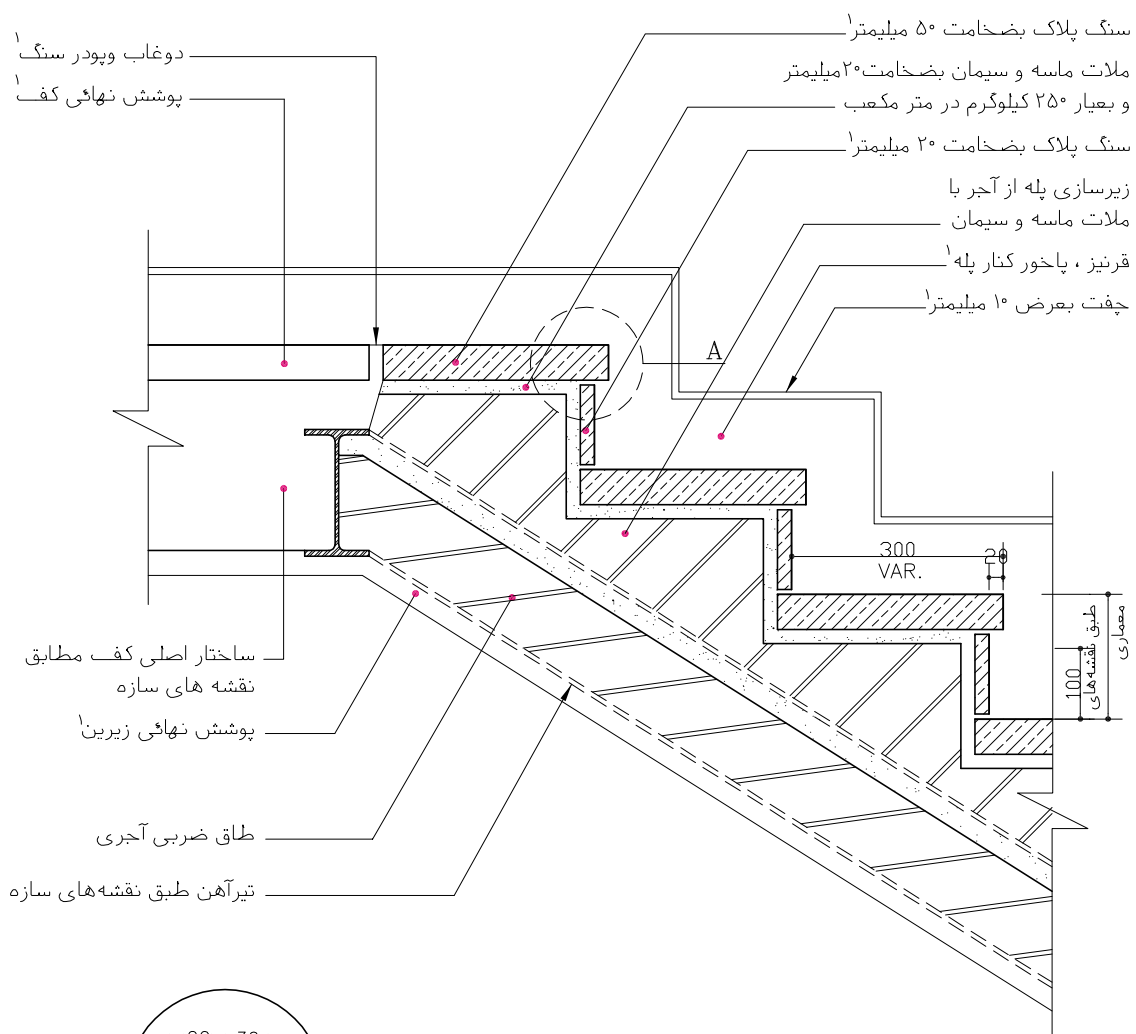 سنگ پلاک بضخامت ۵۰ میلیمتر۱
ملات ماسه و سیمان بضخامت۲۰میلیمتر
و بعیار ۲۵۰ کیلوگرم در متر مکعب
سنگ پلاک بضخامت ۲۰ میلیمتر۱
زیرسازی پله از آجر با
ملات ماسه و سیمان
قرنیز ، پاخور کنار پله۱
چفت بعرض ۱۰ میلیمتر۱
دوغاب وپودر سنگ۱
پوشش نهائی کف۱
A
300
VAR.
20
100
طبق نقشه‌های
معماری
ساختار اصلی کف مطابق
نقشه های سازه
پوشش نهائی زیرین۱
طاق ضربی آجری
تیرآهن طبق نقشه‌های سازه